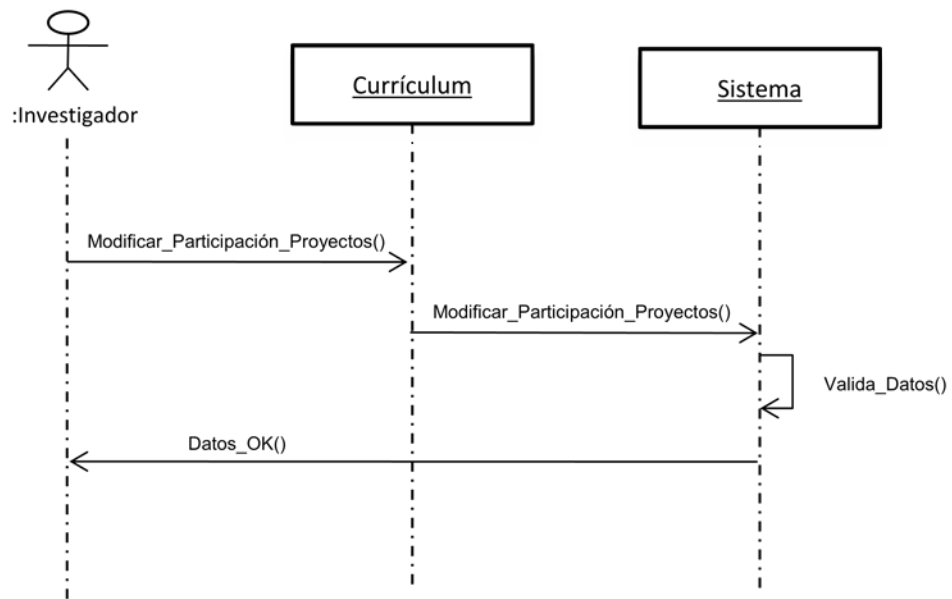 Currículum
Sistema
:Investigador
Modificar_Participación_Proyectos()
Modificar_Participación_Proyectos()
Valida_Datos()
Datos_OK()